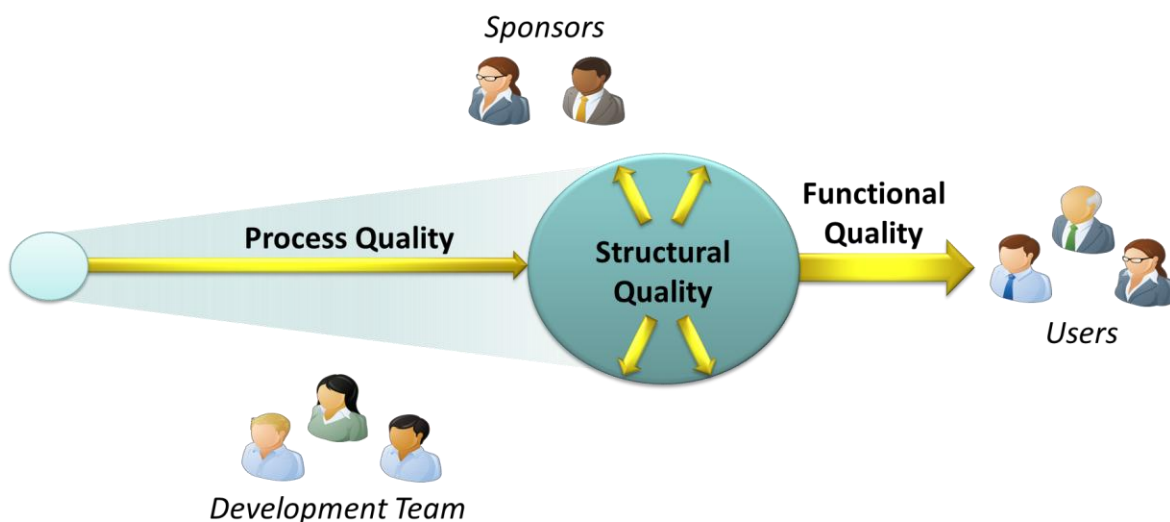 Sponsors
Process Quality
Structural
Quality
Functional
Quality
Users
Development Team